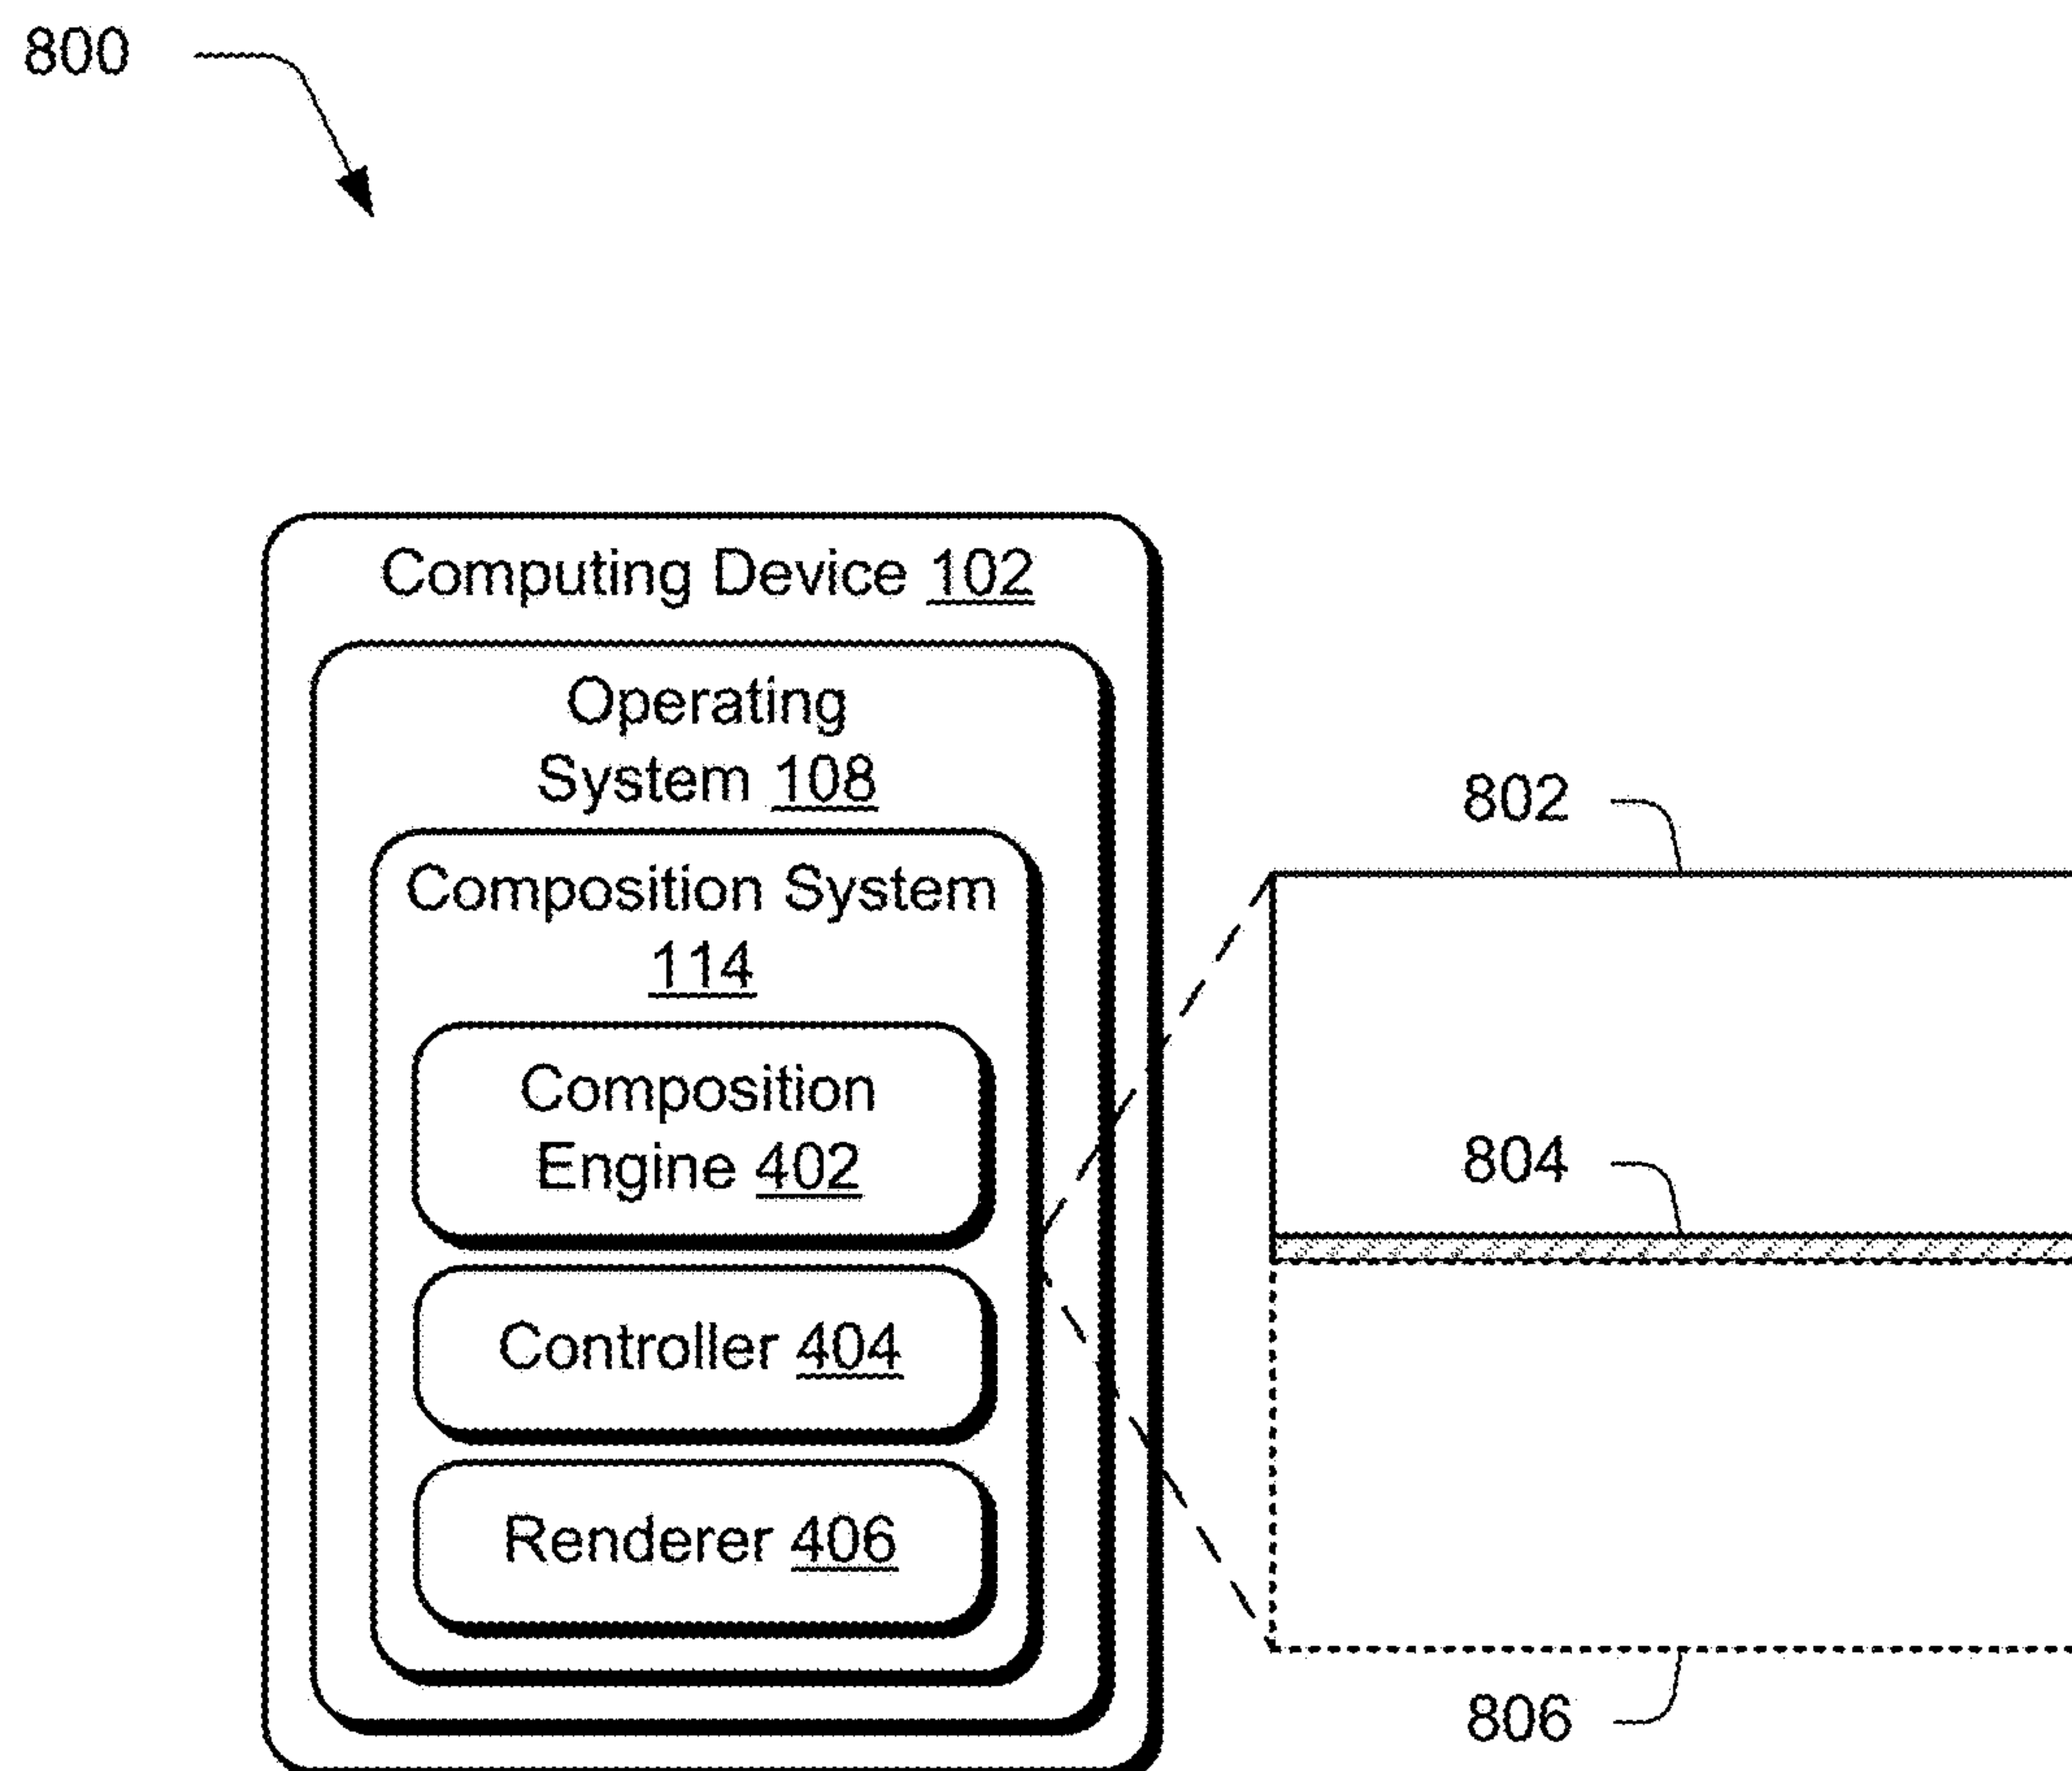 800
Computing Device 102
Operating
System 108
Composition System
114
Composition
Engine 402
Controller 404
Renderer 406
802
804
806